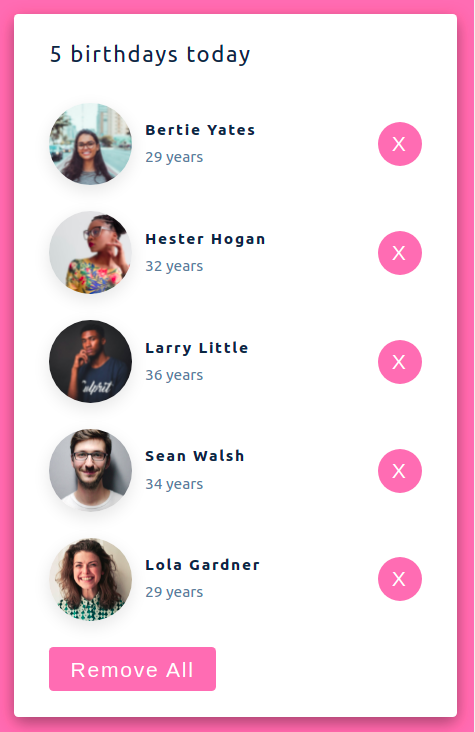 5 birthdays today
Bertie Yates
29 years
X
Hester Hogan
32 years
X
Larry Little
36 years
X
ulprit
Sean Walsh
34 years
X
Lola Gardner
29 years
X
Remove All